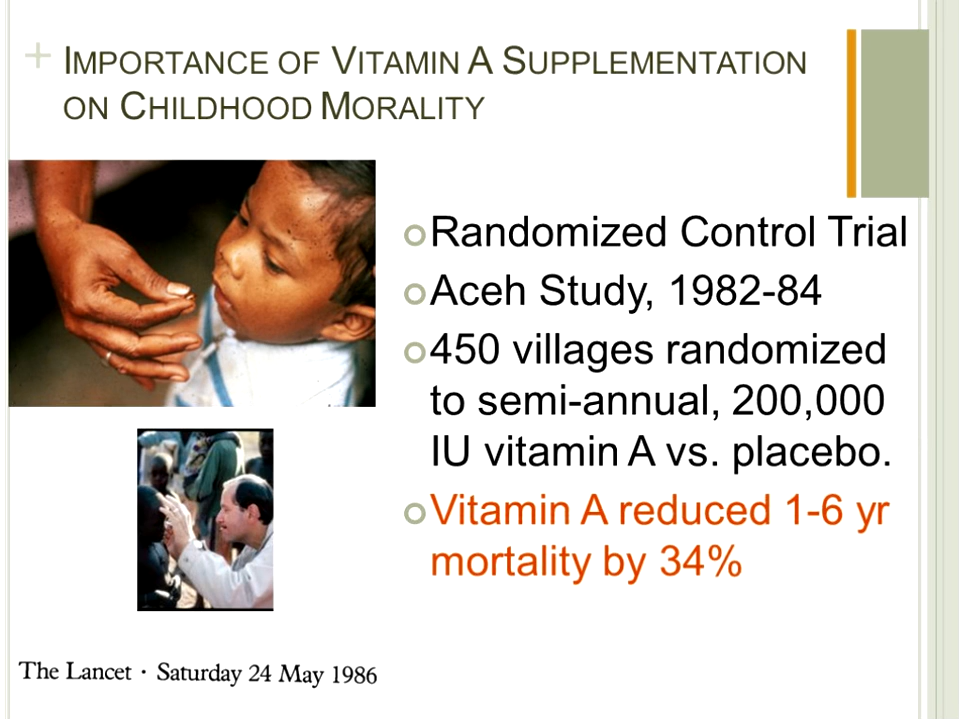 + IMPORTANCE OF VITAMIN A SUPPLEMENTATION
ON CHILDHOOD MORALITY
Randomized Control Trial
Aceh Study, 1982-84
450 villages randomized
to semi-annual, 200,000
IU vitamin A vs. placebo.
Vitamin A reduced 1-6 yr
mortality by 34%
The Lancet · Saturday 24 May 1986